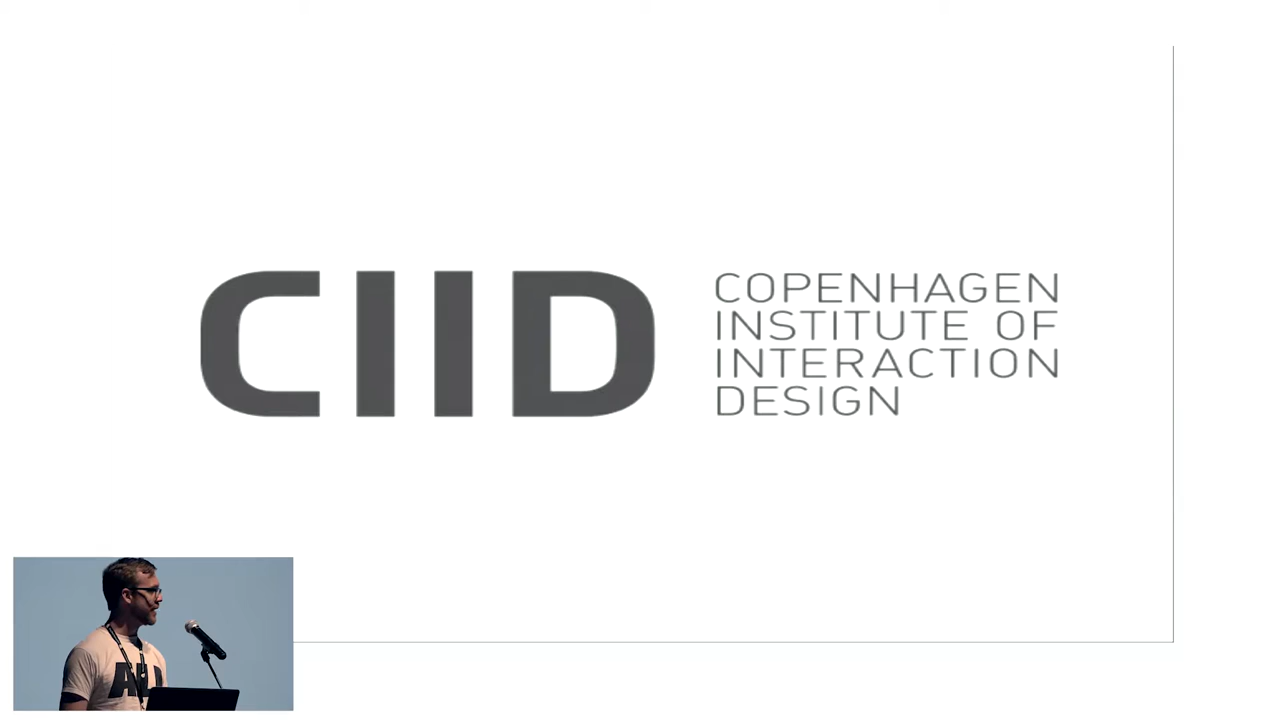 CIID
COPENHAGEN
INSTITUTE OF
INTERACTION
DESIGN